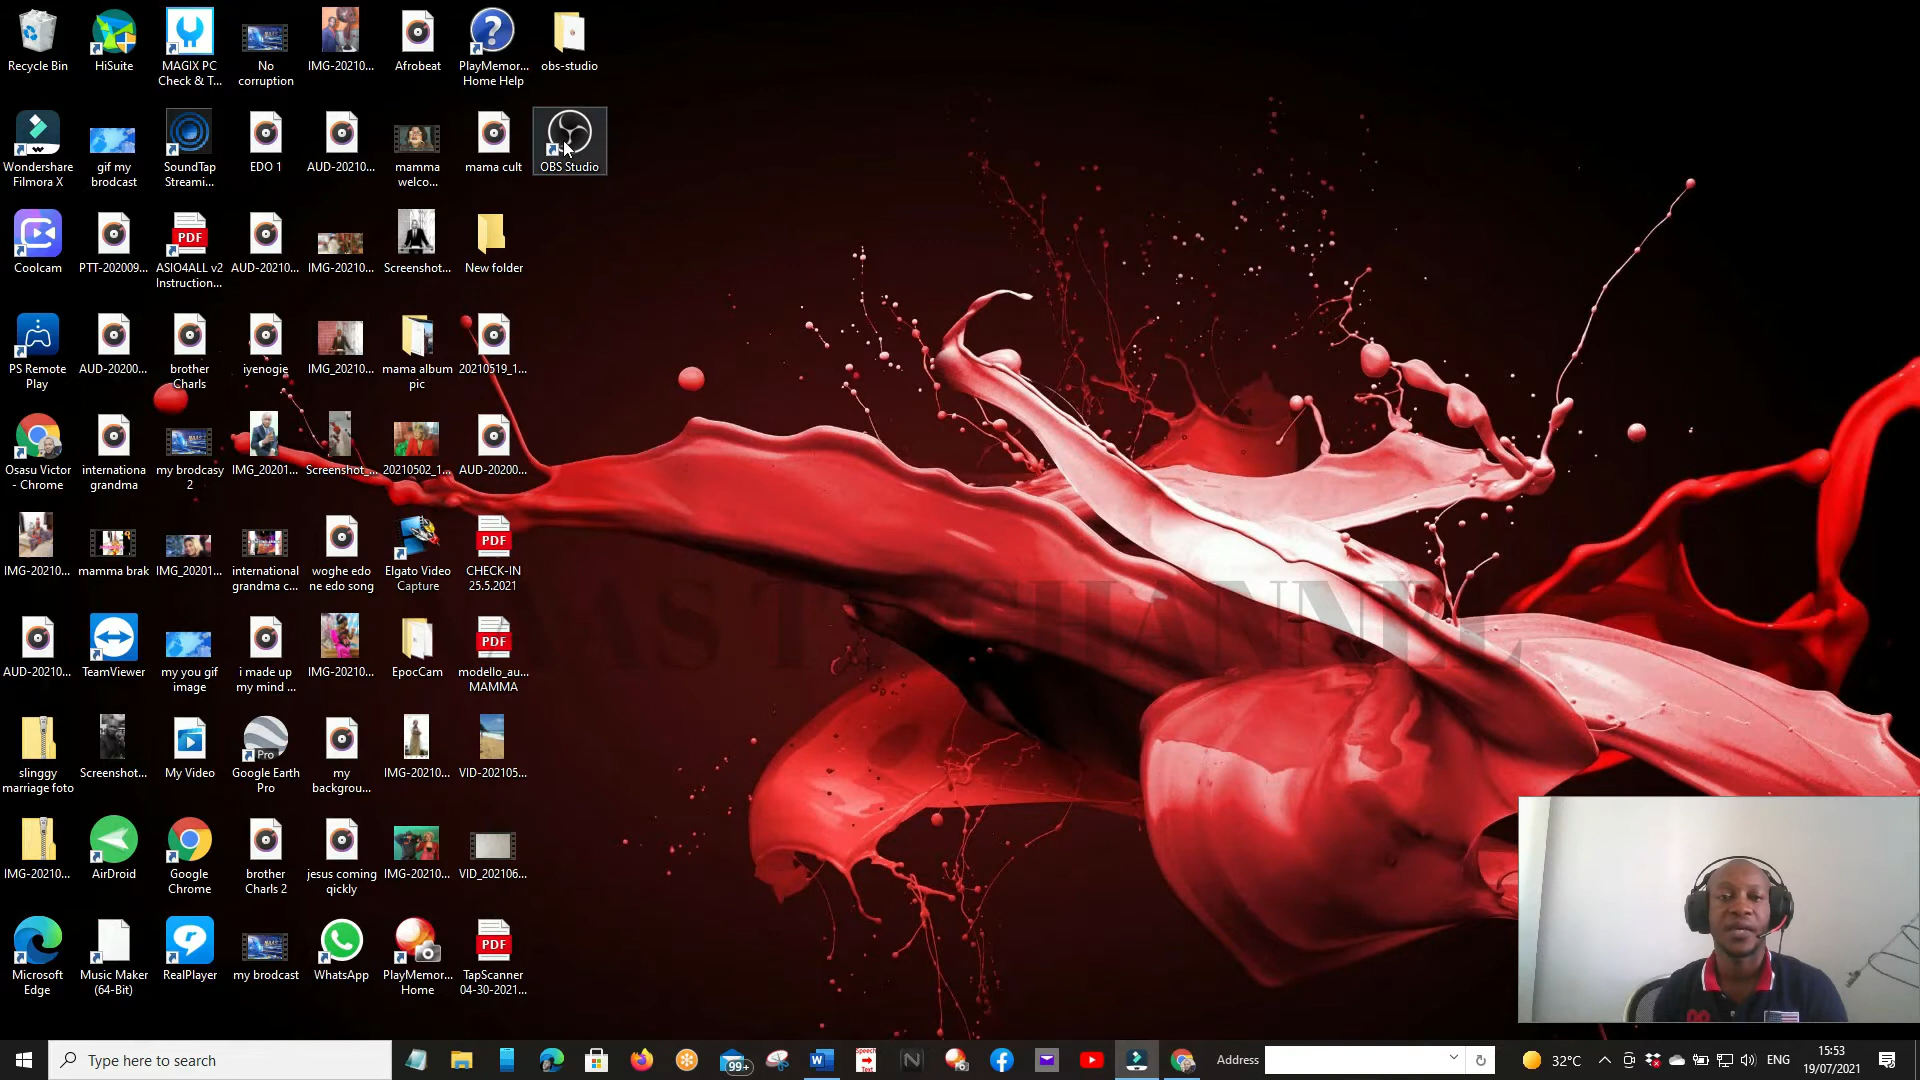 Recycle Bin
HiSuite
MAGIX PC
Check & T...
No
corruption
IMG-20210...
Afrobeat
PlayMemor...
Home Help
obs-studio
Wondershare
Filmora X
gif my
brodcast
SoundTap
Streami...
EDO 1
AUD-20210...
mamma
welco...
mama cult
OBS Studio
Coolcam
PTT-202009...
PDF
ASIO4ALL v2
Instruction...
AUD-20210...
IMG-20210...
Screenshot...
New folder
PS Remote
Play
AUD-20200...
brother
Charls
iyenogie
IMG_20210...
mama album
pic
20210519_1...
Osasu Victor
- Chrome
internationa
grandma
my brodcasy
2
IMG_20201...
Screenshot_...
20210502_1...
AUD-20200...
IMG-20210...
mamma brak
IMG_20201...
international
grandma c...
woghe edo
ne edo song
Elgato Video
Capture
PDF
CHECK-IN
25.5.2021
AUD-20210...
TeamViewer
my you gif
image
i made up
my mind ...
IMG-20210...
EpocCam
PDF
modello_au...
MAMMA
slinggy
marriage foto
Screenshot...
My Video
Pro
Google Earth
Pro
my
backgrou...
IMG-20210...
VID-202105...
IMG-20210...
AirDroid
Google
Chrome
brother
Charls 2
jesus coming
qickly
IMG-20210...
VID_202106...
Microsoft
Edge
Music Maker
(64-Bit)
RealPlayer
my brodcast
WhatsApp
PlayMemor...
Home
PDF
TapScanner
04-30-2021...
Type here to search
99+
Speech
Text
Address
32°C
ENG
15:53
19/07/2021